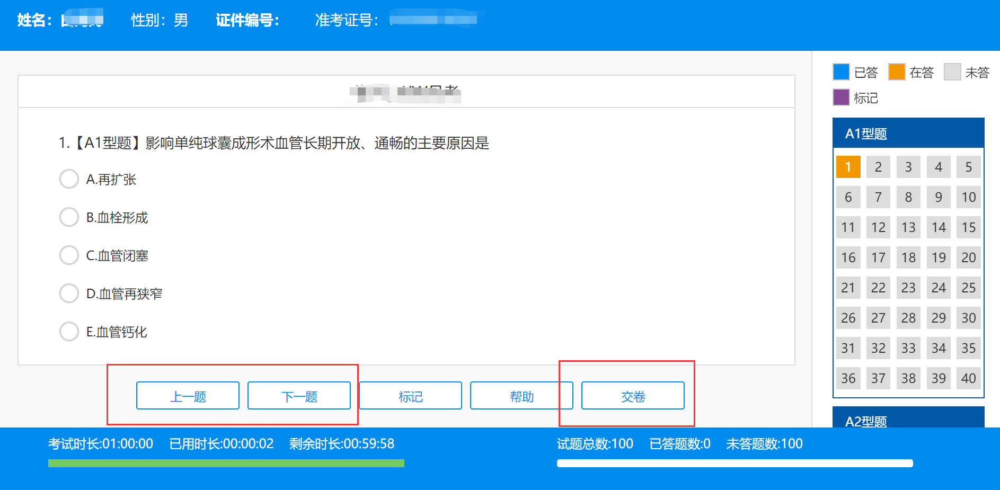 姓名： 性别：男 证件编号： 准考证号：
已答 在答 未答
标记
1.【A1型题】影响单纯球囊成形术血管长期开放、通畅的主要原因是
A.再扩张
B.血栓形成
C.血管闭塞
D.血管再狭窄
E.血管钙化
上一题 下一题 标记 帮助 交卷
A1型题
1 2 3 4 5
6 7 8 9 10
11 12 13 14 15
16 17 18 19 20
21 22 23 24 25
26 27 28 29 30
31 32 33 34 35
36 37 38 39 40
A2型题
考试时长:01:00:00 已用时长:00:00:02 剩余时长:00:59:58
试题总数:100 已答题数:0 未答题数:100